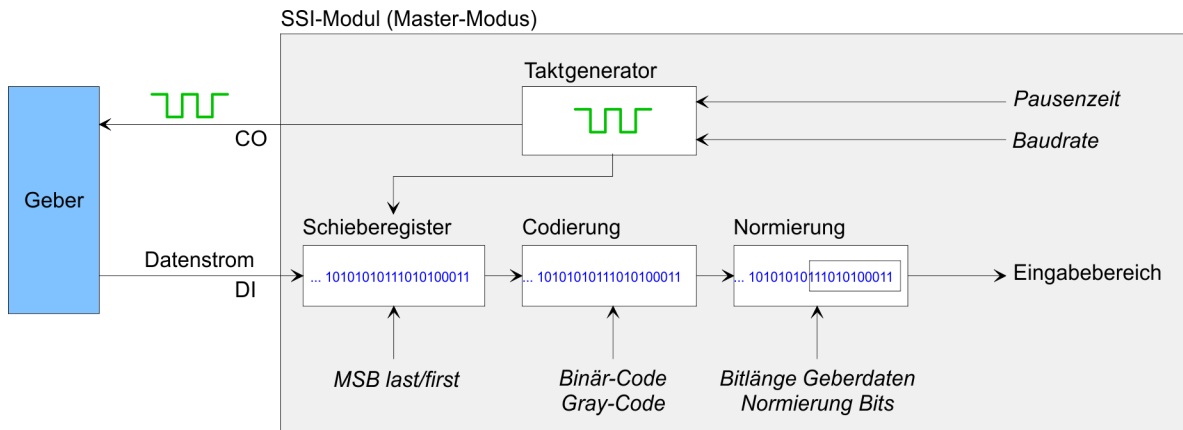 SSI-Modul (Master-Modus)
Taktgenerator
Pausenzeit
CO
Baudrate
Geber
Schieberegister
Codierung
Normierung
Datenstrom
... 10101010111010100011
... 10101010111010100011
... 10101010111010100011
Eingabebereich
DI
MSB last/first
Binär-Code
Gray-Code
Bitlänge Geberdaten
Normierung Bits